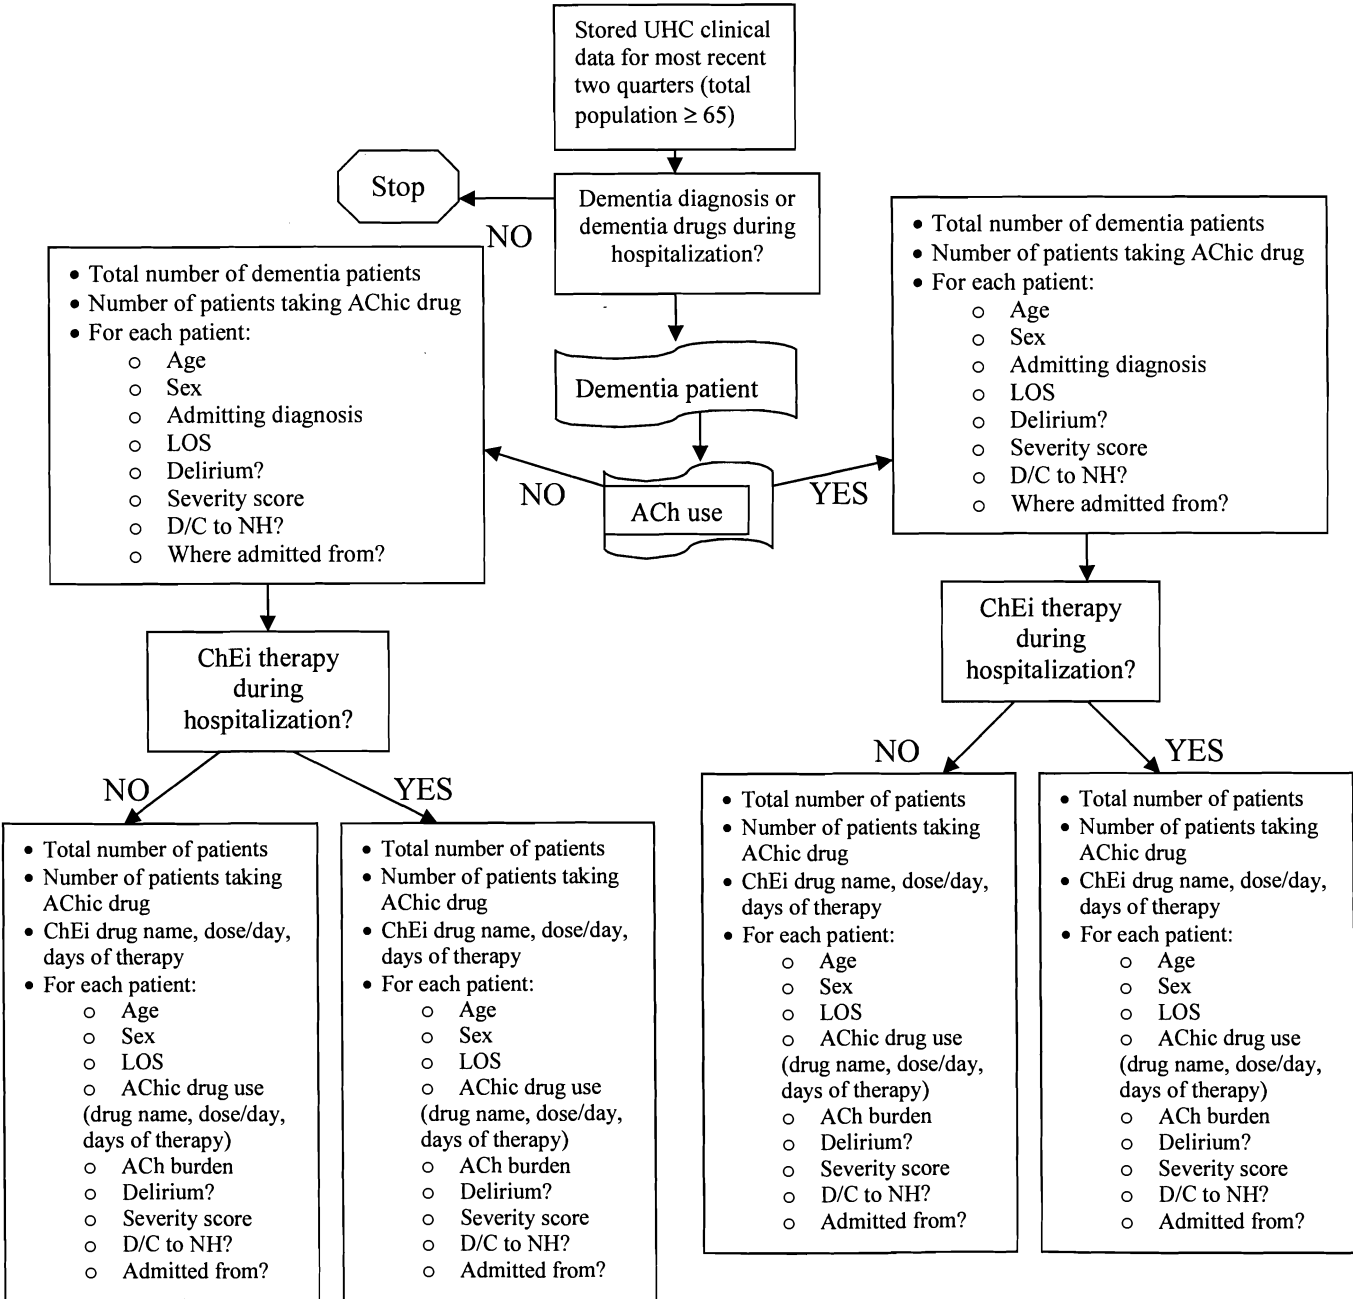 Stored UHC clinical
data for most recent
two quarters (total
population ≥ 65)
Stop
Dementia diagnosis or
dementia drugs during
hospitalization?
NO
• Total number of dementia patients
• Number of patients taking AChic drug
• For each patient:
o Age
o Sex
o Admitting diagnosis
o LOS
o Delirium?
o Severity score
o D/C to NH?
o Where admitted from?
Dementia patient
NO
ACh use
YES
• Total number of dementia patients
• Number of patients taking AChic drug
• For each patient:
o Age
o Sex
o Admitting diagnosis
o LOS
o Delirium?
o Severity score
o D/C to NH?
o Where admitted from?
ChEi therapy
during
hospitalization?
NO
YES
ChEi therapy
during
hospitalization?
NO
YES
• Total number of patients
• Number of patients taking
AChic drug
• ChEi drug name, dose/day,
days of therapy
• For each patient:
o Age
o Sex
o LOS
o AChic drug use
(drug name, dose/day,
days of therapy)
o ACh burden
o Delirium?
o Severity score
o D/C to NH?
o Admitted from?
• Total number of patients
• Number of patients taking
AChic drug
• ChEi drug name, dose/day,
days of therapy
• For each patient:
o Age
o Sex
o LOS
o AChic drug use
(drug name, dose/day,
days of therapy)
o ACh burden
o Delirium?
o Severity score
o D/C to NH?
o Admitted from?
• Total number of patients
• Number of patients taking
AChic drug
• ChEi drug name, dose/day,
days of therapy
• For each patient:
o Age
o Sex
o LOS
o AChic drug use
(drug name, dose/day,
days of therapy)
o ACh burden
o Delirium?
o Severity score
o D/C to NH?
o Admitted from?
• Total number of patients
• Number of patients taking
AChic drug
• ChEi drug name, dose/day,
days of therapy
• For each patient:
o Age
o Sex
o LOS
o AChic drug use
(drug name, dose/day,
days of therapy)
o ACh burden
o Delirium?
o Severity score
o D/C to NH?
o Admitted from?